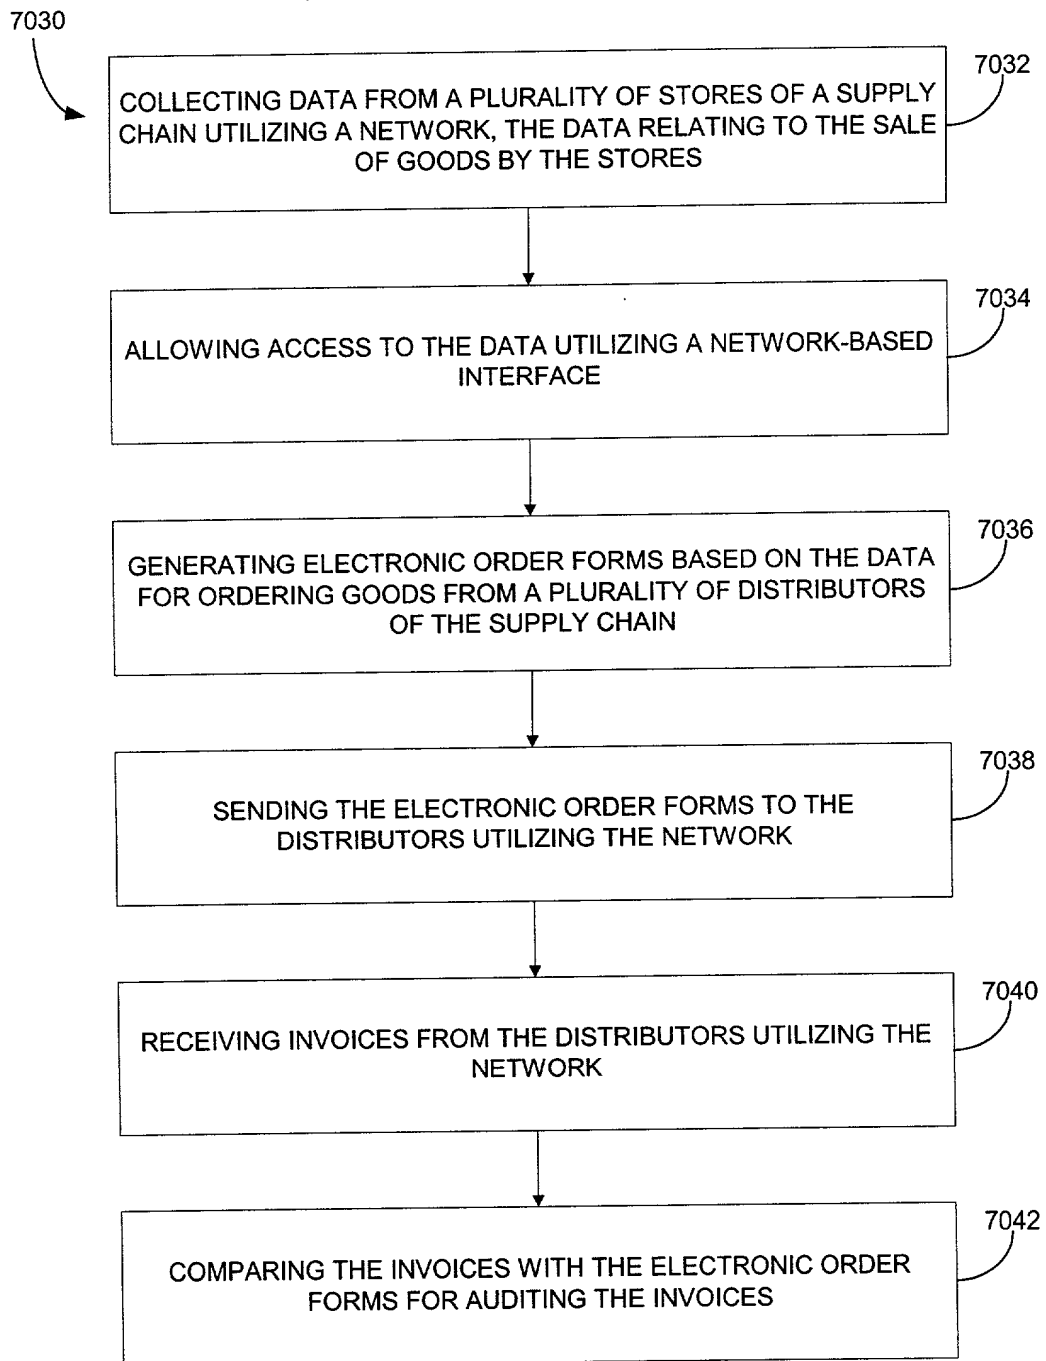 7030
7032
COLLECTING DATA FROM A PLURALITY OF STORES OF A SUPPLY
CHAIN UTILIZING A NETWORK, THE DATA RELATING TO THE SALE
OF GOODS BY THE STORES
7034
ALLOWING ACCESS TO THE DATA UTILIZING A NETWORK-BASED
INTERFACE
7036
GENERATING ELECTRONIC ORDER FORMS BASED ON THE DATA
FOR ORDERING GOODS FROM A PLURALITY OF DISTRIBUTORS
OF THE SUPPLY CHAIN
7038
SENDING THE ELECTRONIC ORDER FORMS TO THE
DISTRIBUTORS UTILIZING THE NETWORK
7040
RECEIVING INVOICES FROM THE DISTRIBUTORS UTILIZING THE
NETWORK
7042
COMPARING THE INVOICES WITH THE ELECTRONIC ORDER
FORMS FOR AUDITING THE INVOICES